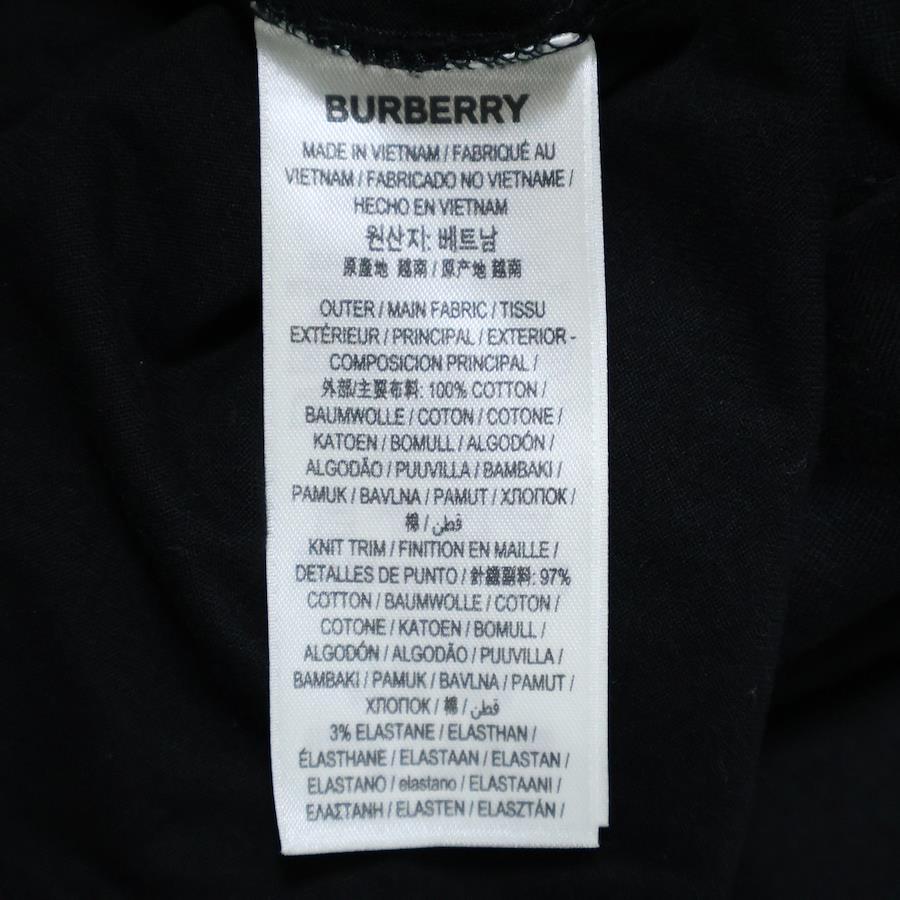 BURBERRY
MADE IN VIETNAM / FABRIQUÉ AU
VIETNAM / FABRICADO NO VIETNAME /
HECHO EN VIETNAM
원산지: 베트남
原產地 越南 / 原产地 越南
OUTER / MAIN FABRIC / TISSU
EXTÉRIEUR / PRINCIPAL / EXTERIOR -
COMPOSICION PRINCIPAL /
外部/主要布料: 100% COTTON /
BAUMWOLLE / COTON / COTONE /
KATOEN / BOMULL / ALGODÓN /
ALGODÃO / PUUVILLA / BAMBAKI /
PAMUK / BAVLNA / PAMUT / ХЛОПОК /
棉 / قطن
KNIT TRIM / FINITION EN MAILLE /
DETALLES DE PUNTO / 針織副料: 97%
COTTON / BAUMWOLLE / COTON /
COTONE / KATOEN / BOMULL /
ALGODÓN / ALGODÃO / PUUVILLA /
BAMBAKI / PAMUK / BAVLNA / PAMUT /
ХЛОПОК / 棉 / قطن
3% ELASTANE / ELASTHAN /
ÉLASTHANE / ELASTAAN / ELASTAN /
ELASTANO / elastano / ELASTAANI /
ΕΛΑΣΤΑΝΗ / ELASTEN / ELASZTÁN /